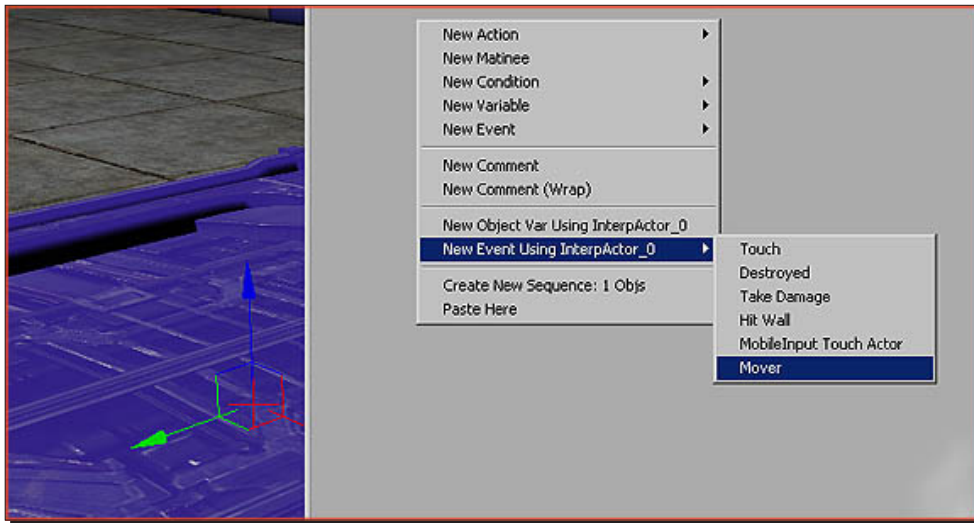 New Action
New Matinee
New Condition
New Variable
New Event
New Comment
New Comment (Wrap)
New Object Var Using InterpActor_0
New Event Using InterpActor_0
Create New Sequence: 1 Objs
Paste Here
Touch
Destroyed
Take Damage
Hit Wall
MobileInput Touch Actor
Mover